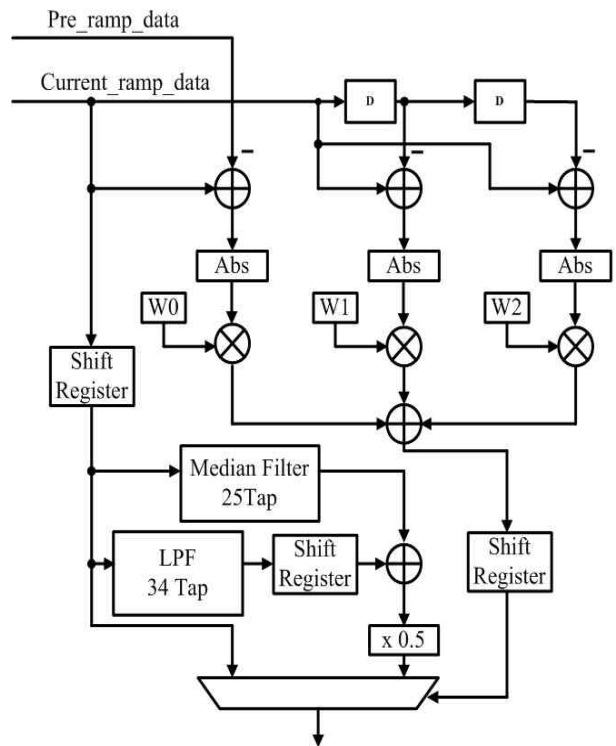 Pre_ramp_data
Current_ramp_data
D
D
−
−
−
Abs
Abs
Abs
W0
W1
W2
Shift
Register
Median Filter
25Tap
LPF
34 Tap
Shift
Register
Shift
Register
x 0.5